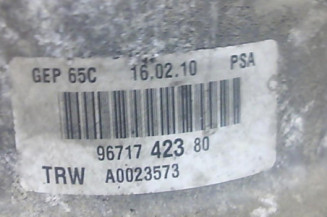 GEP 65C 16.02.10 PSA
96717 423 80
TRW A0023573